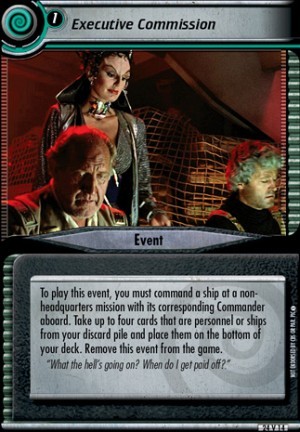 1 Executive Commission
Event
To play this event, you must command a ship at a non-
headquarters mission with its corresponding Commander
aboard. Take up to four cards that are personnel or ships
from your discard pile and place them on the bottom of
your deck. Remove this event from the game.
"What the hell's going on? When do I get paid off?"
24 V 14